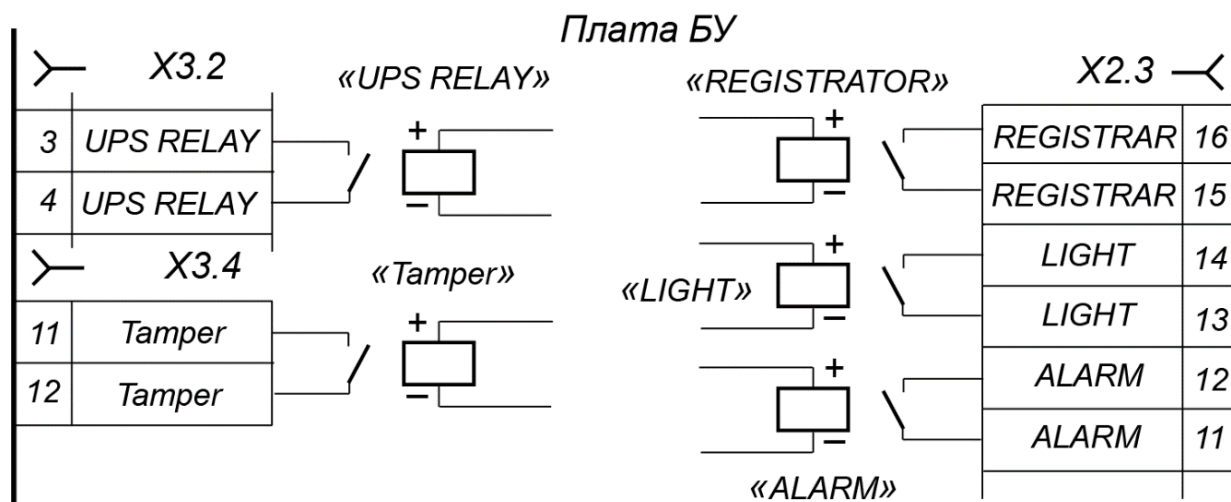 Плата БУ
X3.2
«UPS RELAY»
3 UPS RELAY
+
4 UPS RELAY
−
X3.4
«Tamper»
11 Tamper
+
12 Tamper
−
«REGISTRATOR»
X2.3
+
REGISTRAR 16
−
REGISTRAR 15
+
LIGHT 14
«LIGHT»
−
LIGHT 13
+
ALARM 12
−
ALARM 11
«ALARM»